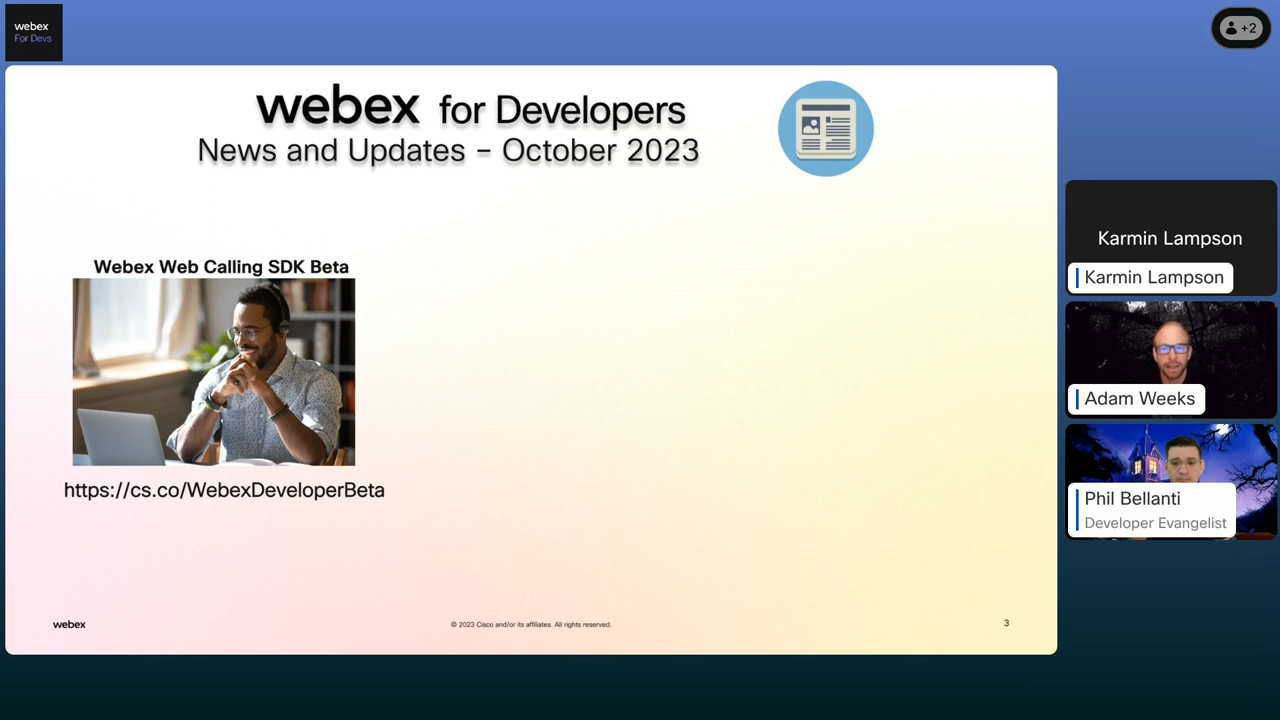 webex
For Devs
+2
webex for Developers
News and Updates – October 2023
Webex Web Calling SDK Beta
https://cs.co/WebexDeveloperBeta
webex
© 2023 Cisco and/or its affiliates. All rights reserved.
3
Karmin Lampson
Karmin Lampson
Adam Weeks
Phil Bellanti
Developer Evangelist